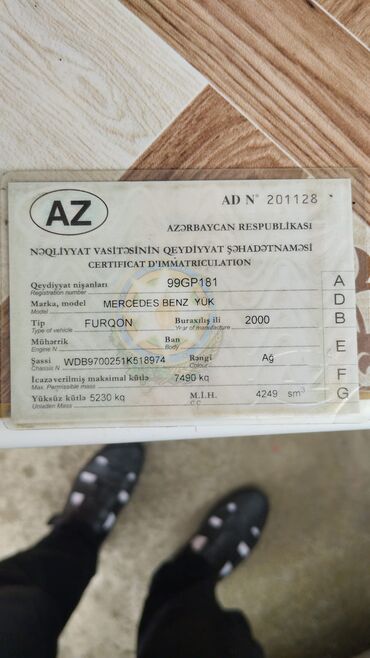 AZ
AD N° 201128
AZƏRBAYCAN RESPUBLİKASI
NƏQLİYYAT VASİTƏSİNİN QEYDİYYAT ŞƏHADƏTNAMƏSİ
CERTIFICAT D'IMMATRICULATION
Qeydiyyat nişanları 99GP181 A
Registration number
Marka, model MERCEDES BENZ YUK D
Model
Tip FURQON Buraxılış ili 2000 B
Type of vehicle Year of manufacture
Mühərrik Ban E
Engine N Body
Şassi WDB9700251K518974 Rəngi Ağ
Chassis N Colour
İcazə verilmiş maksimal kütlə 7490 kq F
Max. Permissible mass
Yüksüz kütlə 5230 kq M.İ.H. 4249 sm³ G
Unladen Mass C.C